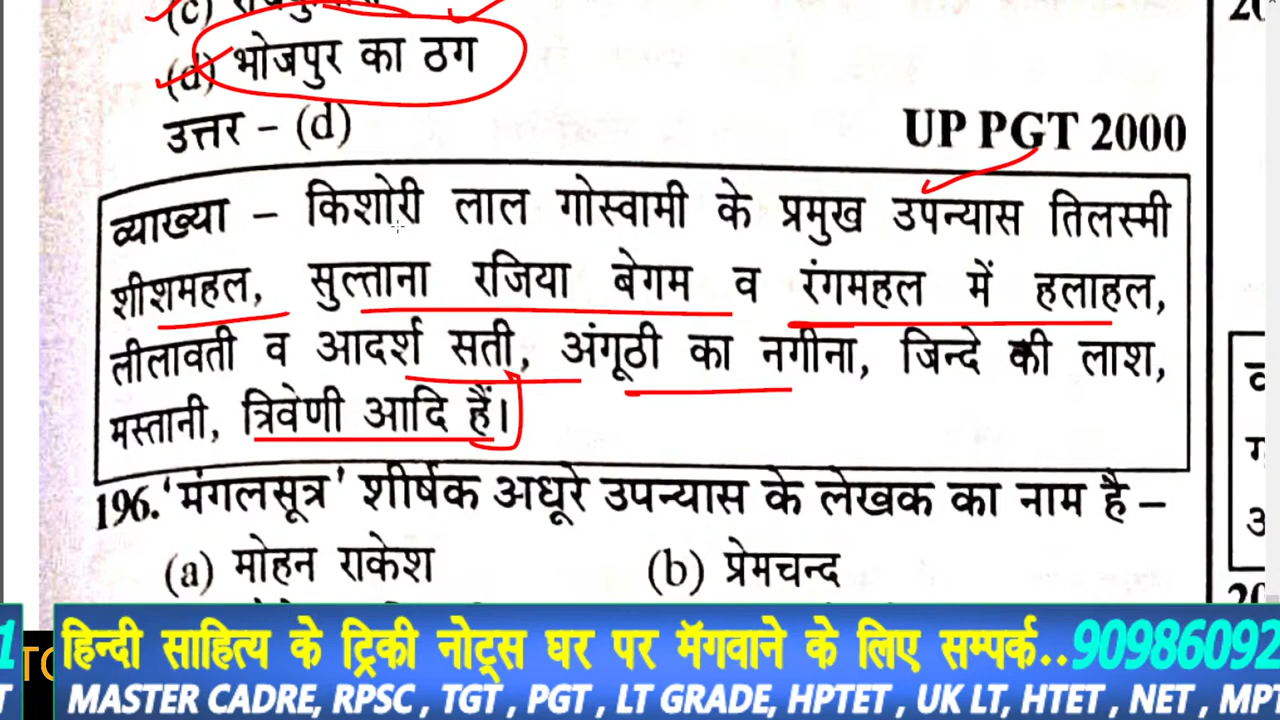 (c)
(d) भोजपुर का ठग
उत्तर – (d)
UP PGT 2000
व्याख्या – किशोरी लाल गोस्वामी के प्रमुख उपन्यास तिलस्मी
शीशमहल, सुल्ताना रजिया बेगम व रंगमहल में हलाहल,
लीलावती व आदर्श सती, अंगूठी का नगीना, जिन्दे की लाश,
मस्तानी, त्रिवेणी आदि हैं।
196. 'मंगलसूत्र' शीर्षक अधूरे उपन्यास के लेखक का नाम है –
(a) मोहन राकेश (b) प्रेमचन्द
हिन्दी साहित्य के ट्रिकी नोट्स घर पर मॅगवाने के लिए सम्पर्क..90986092
MASTER CADRE, RPSC , TGT , PGT , LT GRADE, HPTET , UK LT, HTET , NET , MPT